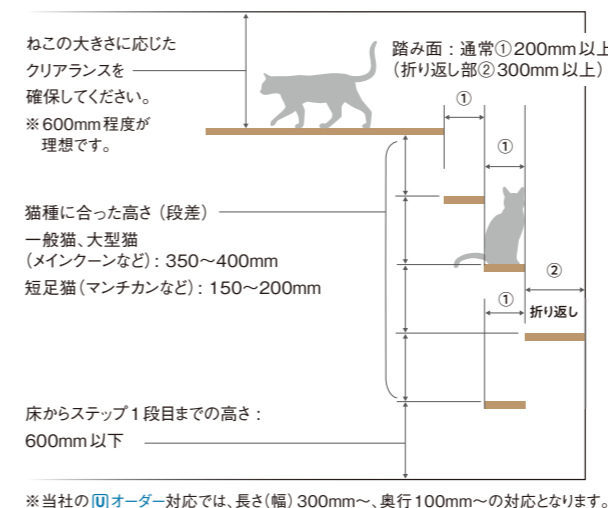 ねこの大きさに応じた
クリアランスを
確保してください。
※600mm程度が
理想です。
踏み面：通常①200mm以上
（折り返し部②300mm以上）
①
①
猫種に合った高さ（段差）
一般猫、大型猫
（メインクーンなど）：350～400mm
短足猫（マンチカンなど）：150～200mm
②
①
折り返し
床からステップ1段目までの高さ：
600mm以下
※当社のUオーダー対応では、長さ（幅）300mm～、奥行100mm～の対応となります。